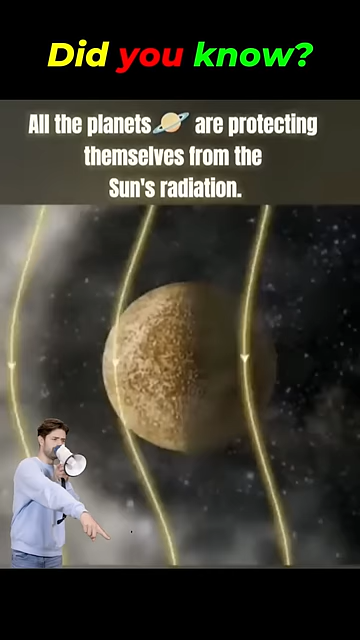 Did you know?
All the planets🪐 are protecting
themselves from the
Sun's radiation.